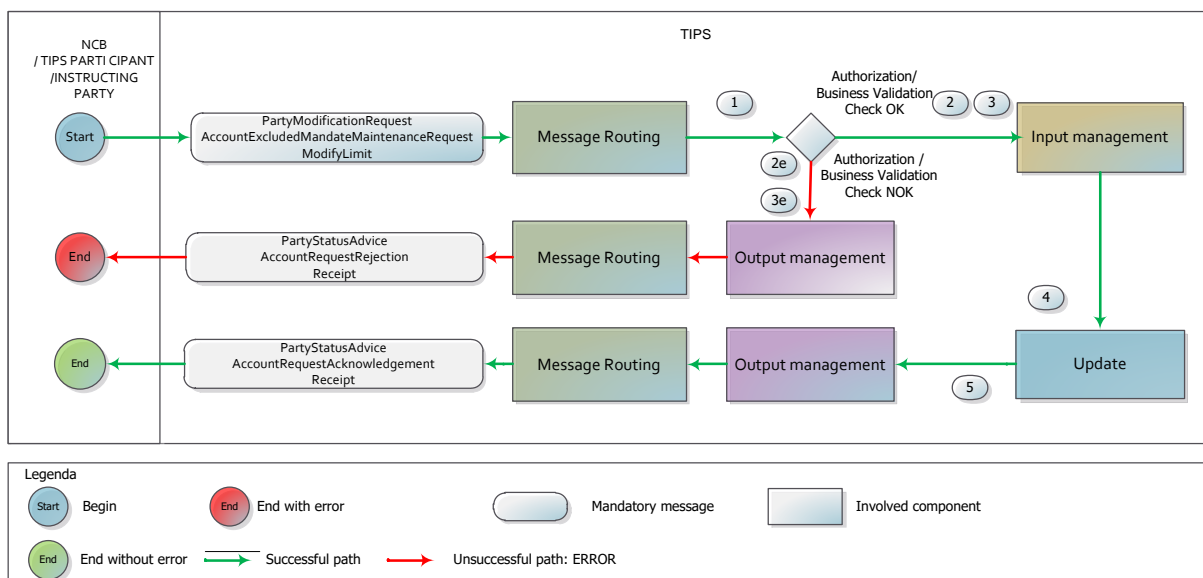 NCB
/ TIPS PARTI CIPANT
/INSTRUCTING
PARTY
TIPS
Start
PartyModificationRequest
AccountExcludedMandateMaintenanceRequest
ModifyLimit
Message Routing
1
Authorization/
Business Validation
Check OK
2
3
Input management
2e
3e
Authorization /
Business Validation
Check NOK
End
PartyStatusAdvice
AccountRequestRejection
Receipt
Message Routing
Output management
4
End
PartyStatusAdvice
AccountRequestAcknowledgement
Receipt
Message Routing
Output management
5
Update
Legenda
Start
Begin
End
End with error
Mandatory message
Involved component
End
End without error
Successful path
Unsuccessful path: ERROR